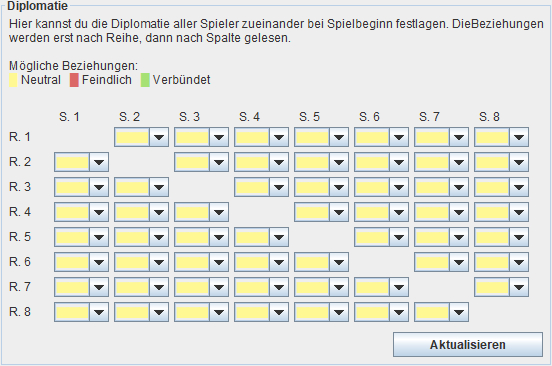 Diplomatie
Hier kannst du die Diplomatie aller Spieler zueinander bei Spielbeginn festlagen. DieBeziehungen
werden erst nach Reihe, dann nach Spalte gelesen.
Mögliche Beziehungen:
Neutral Feindlich Verbündet
S. 1 S. 2 S. 3 S. 4 S. 5 S. 6 S. 7 S. 8
R. 1
R. 2
R. 3
R. 4
R. 5
R. 6
R. 7
R. 8
Aktualisieren